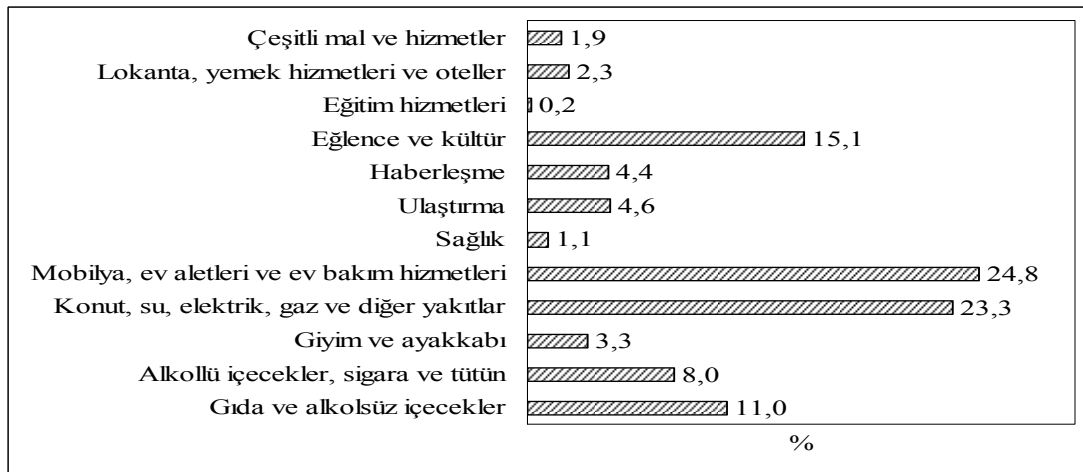 Çeşitli mal ve hizmetler 1,9
Lokanta, yemek hizmetleri ve oteller 2,3
Eğitim hizmetleri 0,2
Eğlence ve kültür 15,1
Haberleşme 4,4
Ulaştırma 4,6
Sağlık 1,1
Mobilya, ev aletleri ve ev bakım hizmetleri 24,8
Konut, su, elektrik, gaz ve diğer yakıtlar 23,3
Giyim ve ayakkabı 3,3
Alkollü içecekler, sigara ve tütün 8,0
Gıda ve alkolsüz içecekler 11,0
%